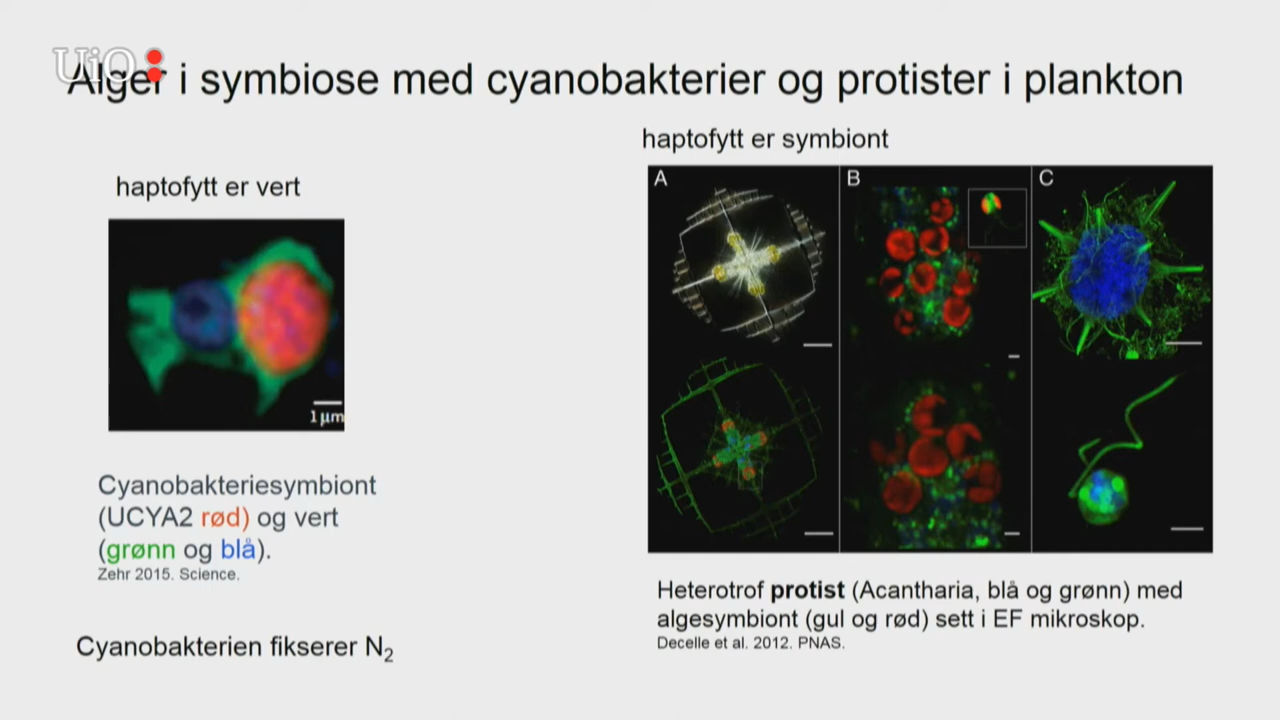 UiO:
Alger i symbiose med cyanobakterier og protister i plankton
haptofytt er vert
1 µm
Cyanobakteriesymbiont
(UCYA2 rød) og vert
(grønn og blå).
Zehr 2015. Science.
Cyanobakterien fikserer N₂
haptofytt er symbiont
A
B
C
Heterotrof protist (Acantharia, blå og grønn) med
algesymbiont (gul og rød) sett i EF mikroskop.
Decelle et al. 2012. PNAS.